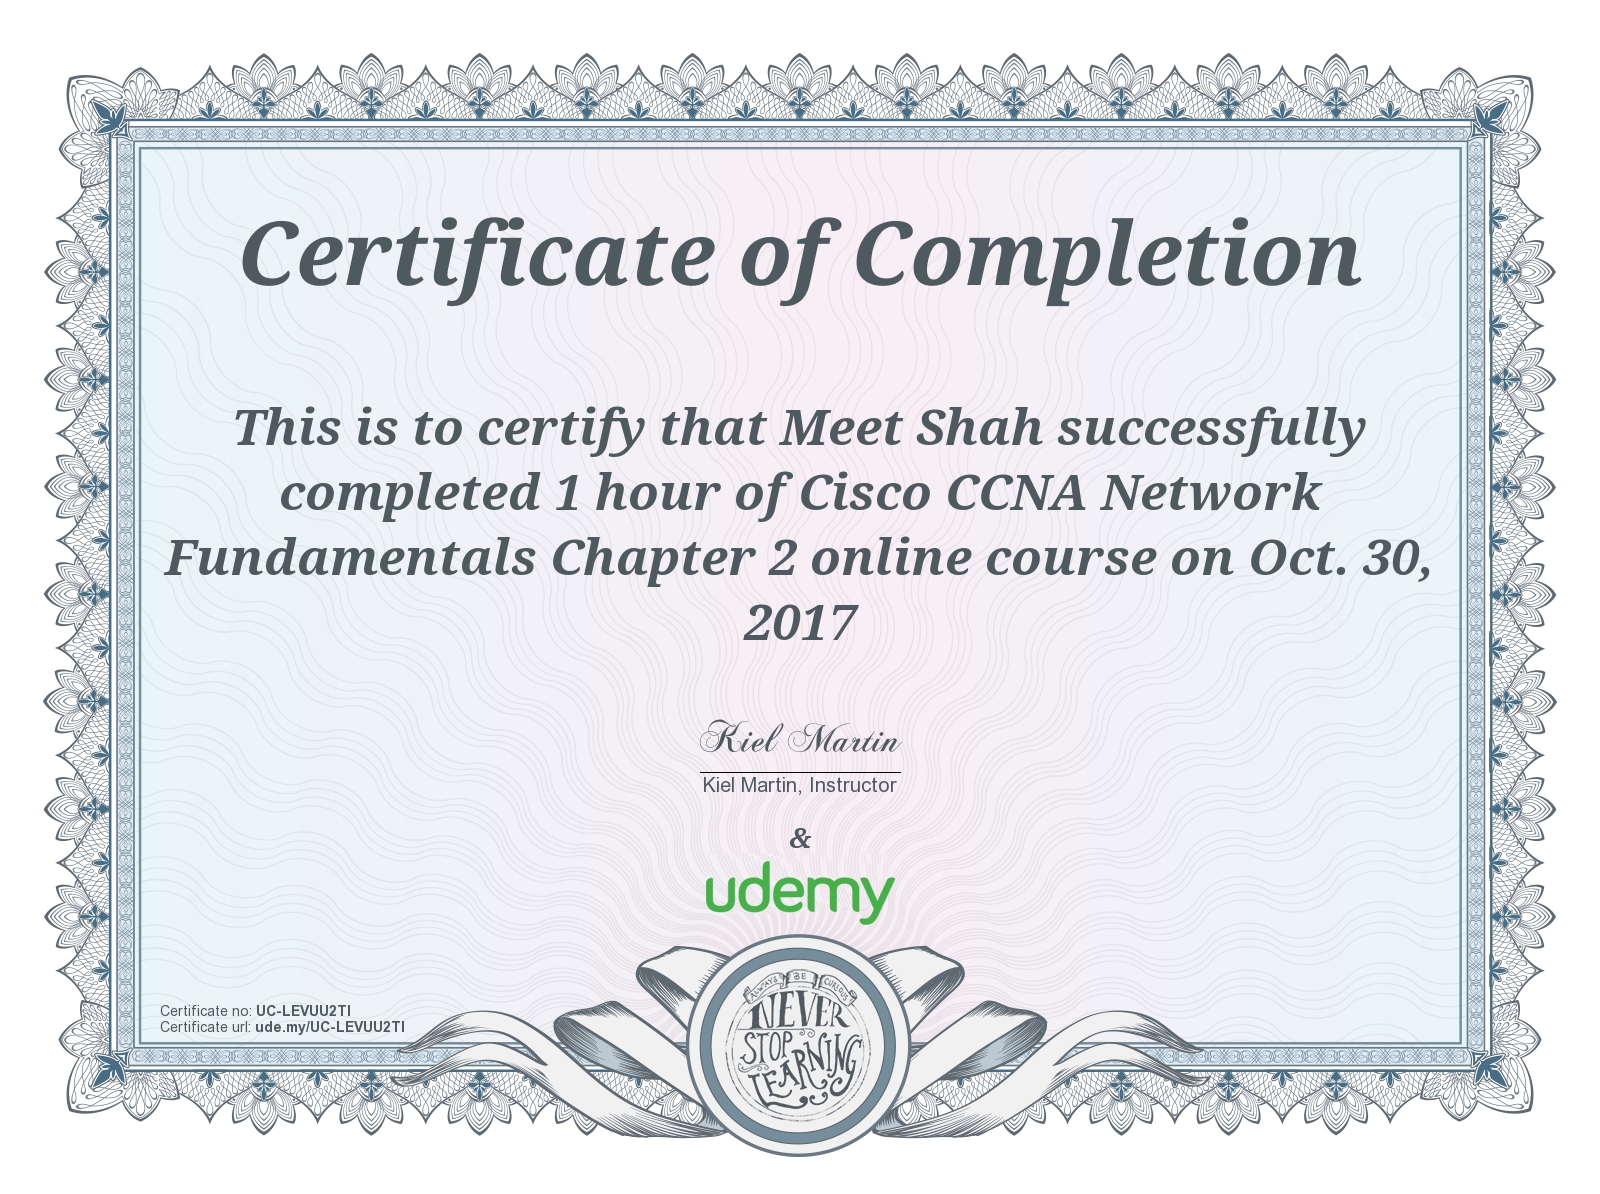 Certificate of Completion
This is to certify that Meet Shah successfully
completed 1 hour of Cisco CCNA Network
Fundamentals Chapter 2 online course on Oct. 30,
2017
Kiel Martin
Kiel Martin, Instructor
&
udemy
Certificate no: UC-LEVUU2TI
Certificate url: ude.my/UC-LEVUU2TI
ALWAYS BE CURIOUS
NEVER
STOP
LEARNING